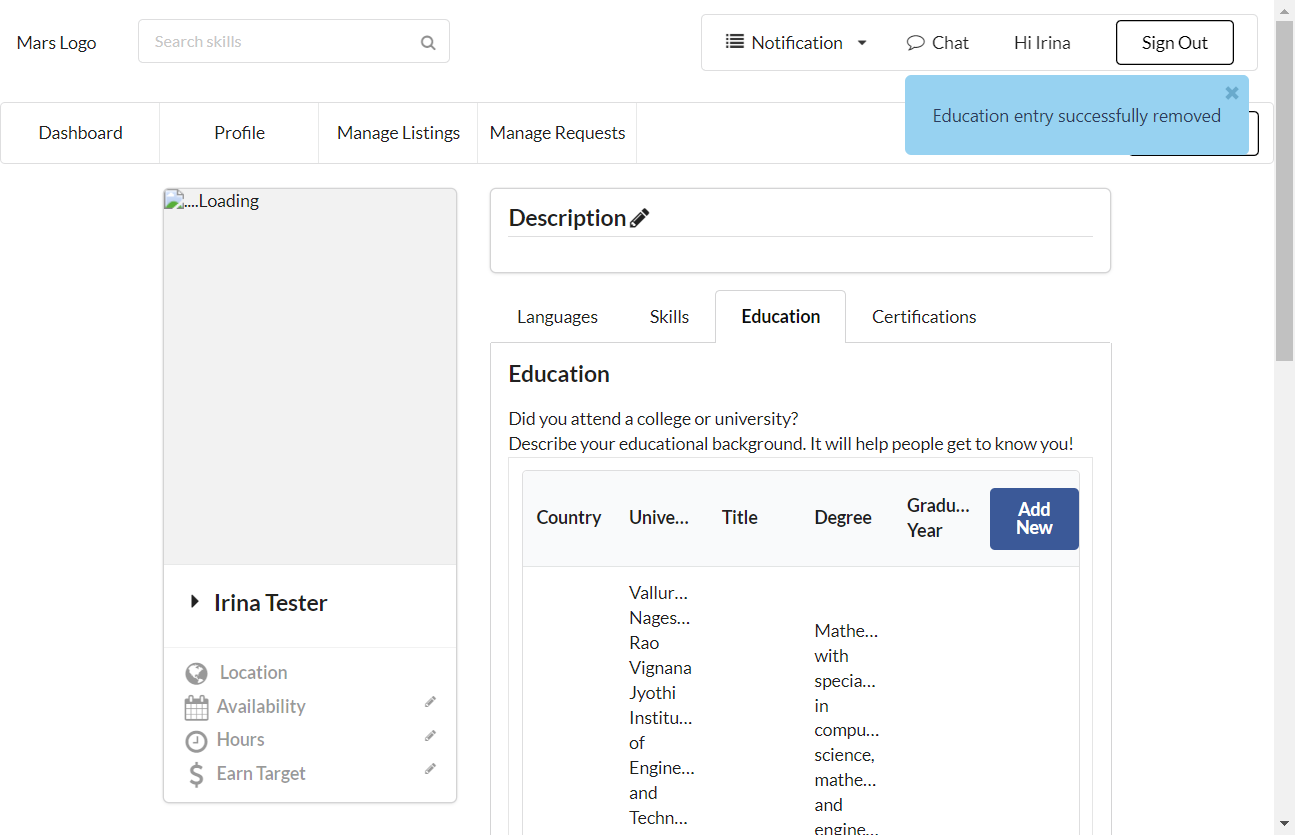 Mars Logo
Search skills
Notification
Chat
Hi Irina
Sign Out
Education entry successfully removed
Dashboard
Profile
Manage Listings
Manage Requests
....Loading
Description
Languages
Skills
Education
Certifications
Education
Did you attend a college or university?
Describe your educational background. It will help people get to know you!
Country
Unive...
Title
Degree
Gradu...
Year
Add
New
Vallur...
Nages...
Rao
Vignana
Jyothi
Institu...
of
Engine...
and
Techn...
Mathe...
with
specia...
in
compu...
science,
mathe...
and
engine...
Irina Tester
Location
Availability
Hours
Earn Target